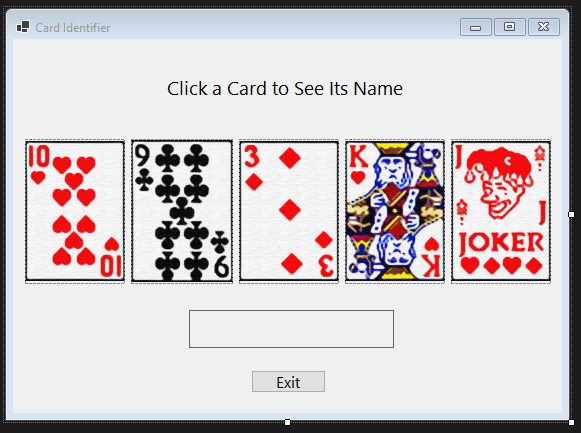 Card Identifier
Click a Card to See Its Name
10 9 3 K J
J
JOKER
10 9 3 K
Exit